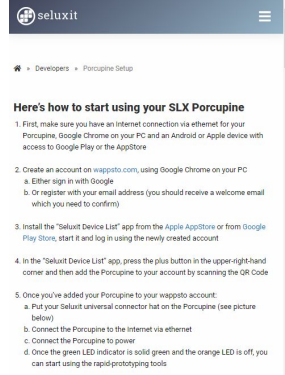 seluxit
» Developers » Porcupine Setup
Here's how to start using your SLX Porcupine
1. First, make sure you have an Internet connection via ethernet for your
Porcupine, Google Chrome on your PC and an Android or Apple device with
access to Google Play or the AppStore
2. Create an account on wappsto.com, using Google Chrome on your PC
a. Either sign in with Google
b. Or register with your email address (you should receive a welcome email
which you need to confirm)
3. Install the "Seluxit Device List" app from the Apple AppStore or from Google
Play Store, start it and log in using the newly created account
4. In the "Seluxit Device List" app, press the plus button in the upper-right-hand
corner and then add the Porcupine to your account by scanning the QR Code
5. Once you've added your Porcupine to your wappsto account:
a. Put your Seluxit universal connector hat on the Porcupine (see picture
below)
b. Connect the Porcupine to the Internet via ethernet
c. Connect the Porcupine to power
d. Once the green LED indicator is solid green and the orange LED is off, you
can start using the rapid-prototyping tools